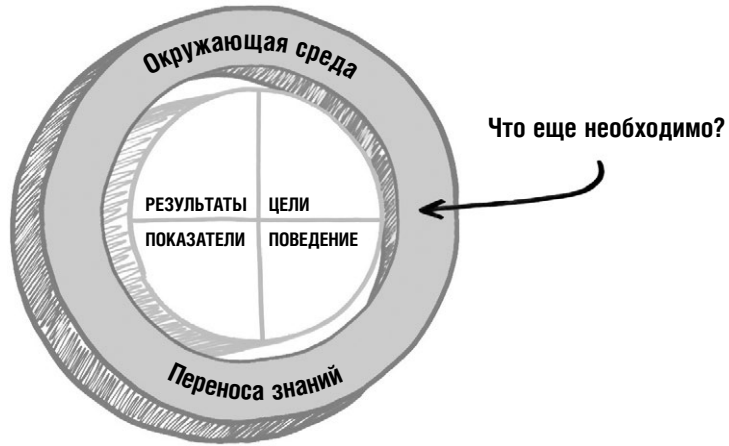 Окружающая среда
Что еще необходимо?
РЕЗУЛЬТАТЫ ЦЕЛИ
ПОКАЗАТЕЛИ ПОВЕДЕНИЕ
Переноса знаний